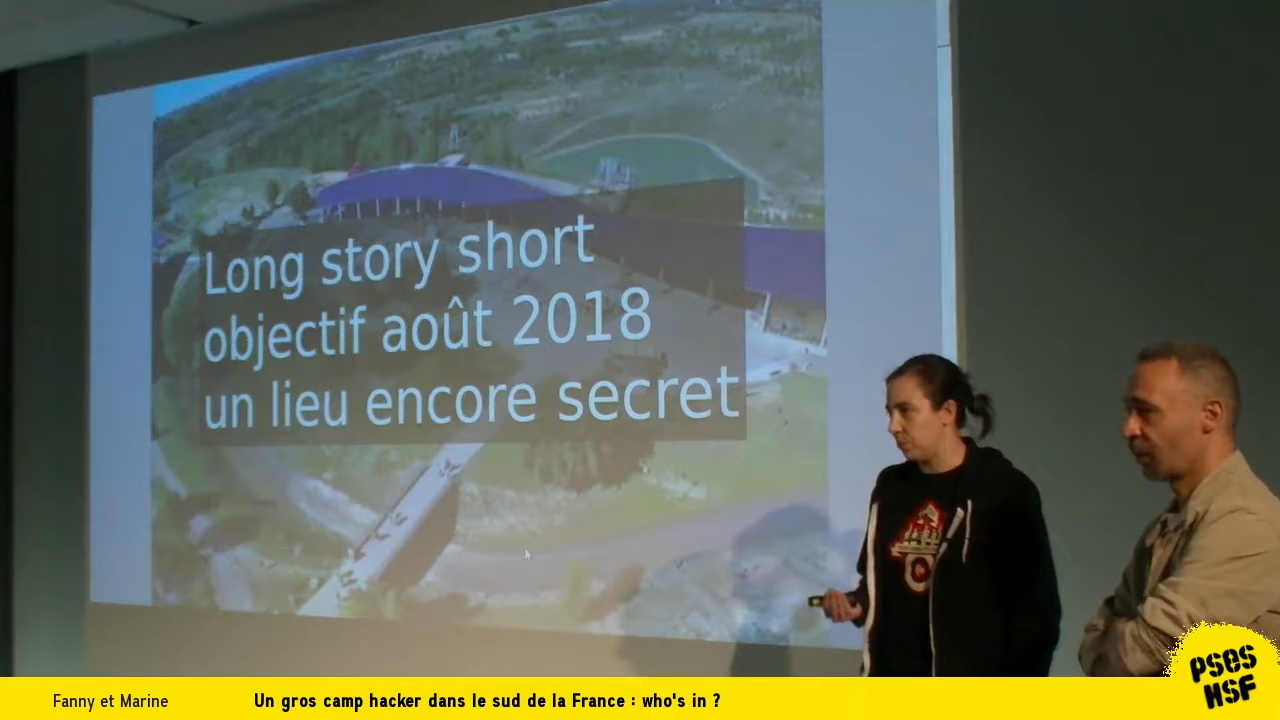 Long story short
objectif août 2018
un lieu encore secret
Fanny et Marine
Un gros camp hacker dans le sud de la France : who's in ?
PSES
HSF